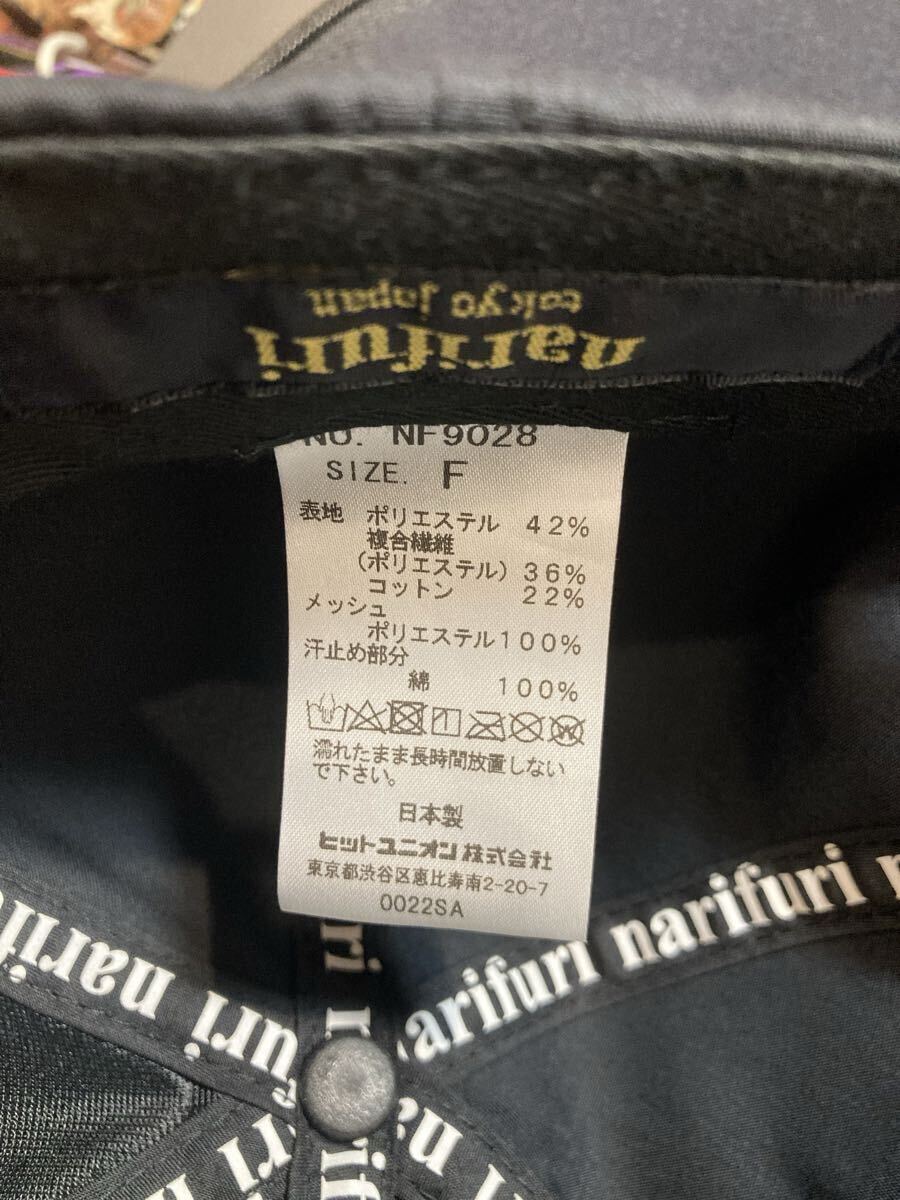 narifuri
tokyo japan
NO. NF9028
SIZE. F
表地 ポリエステル 42%
複合繊維
(ポリエステル) 36%
コットン 22%
メッシュ
ポリエステル100%
汗止め部分
綿 100%
濡れたまま長時間放置しない
で下さい。
日本製
ヒットユニオン株式会社
東京都渋谷区恵比寿南2-20-7
0022SA
narifuri narifuri n